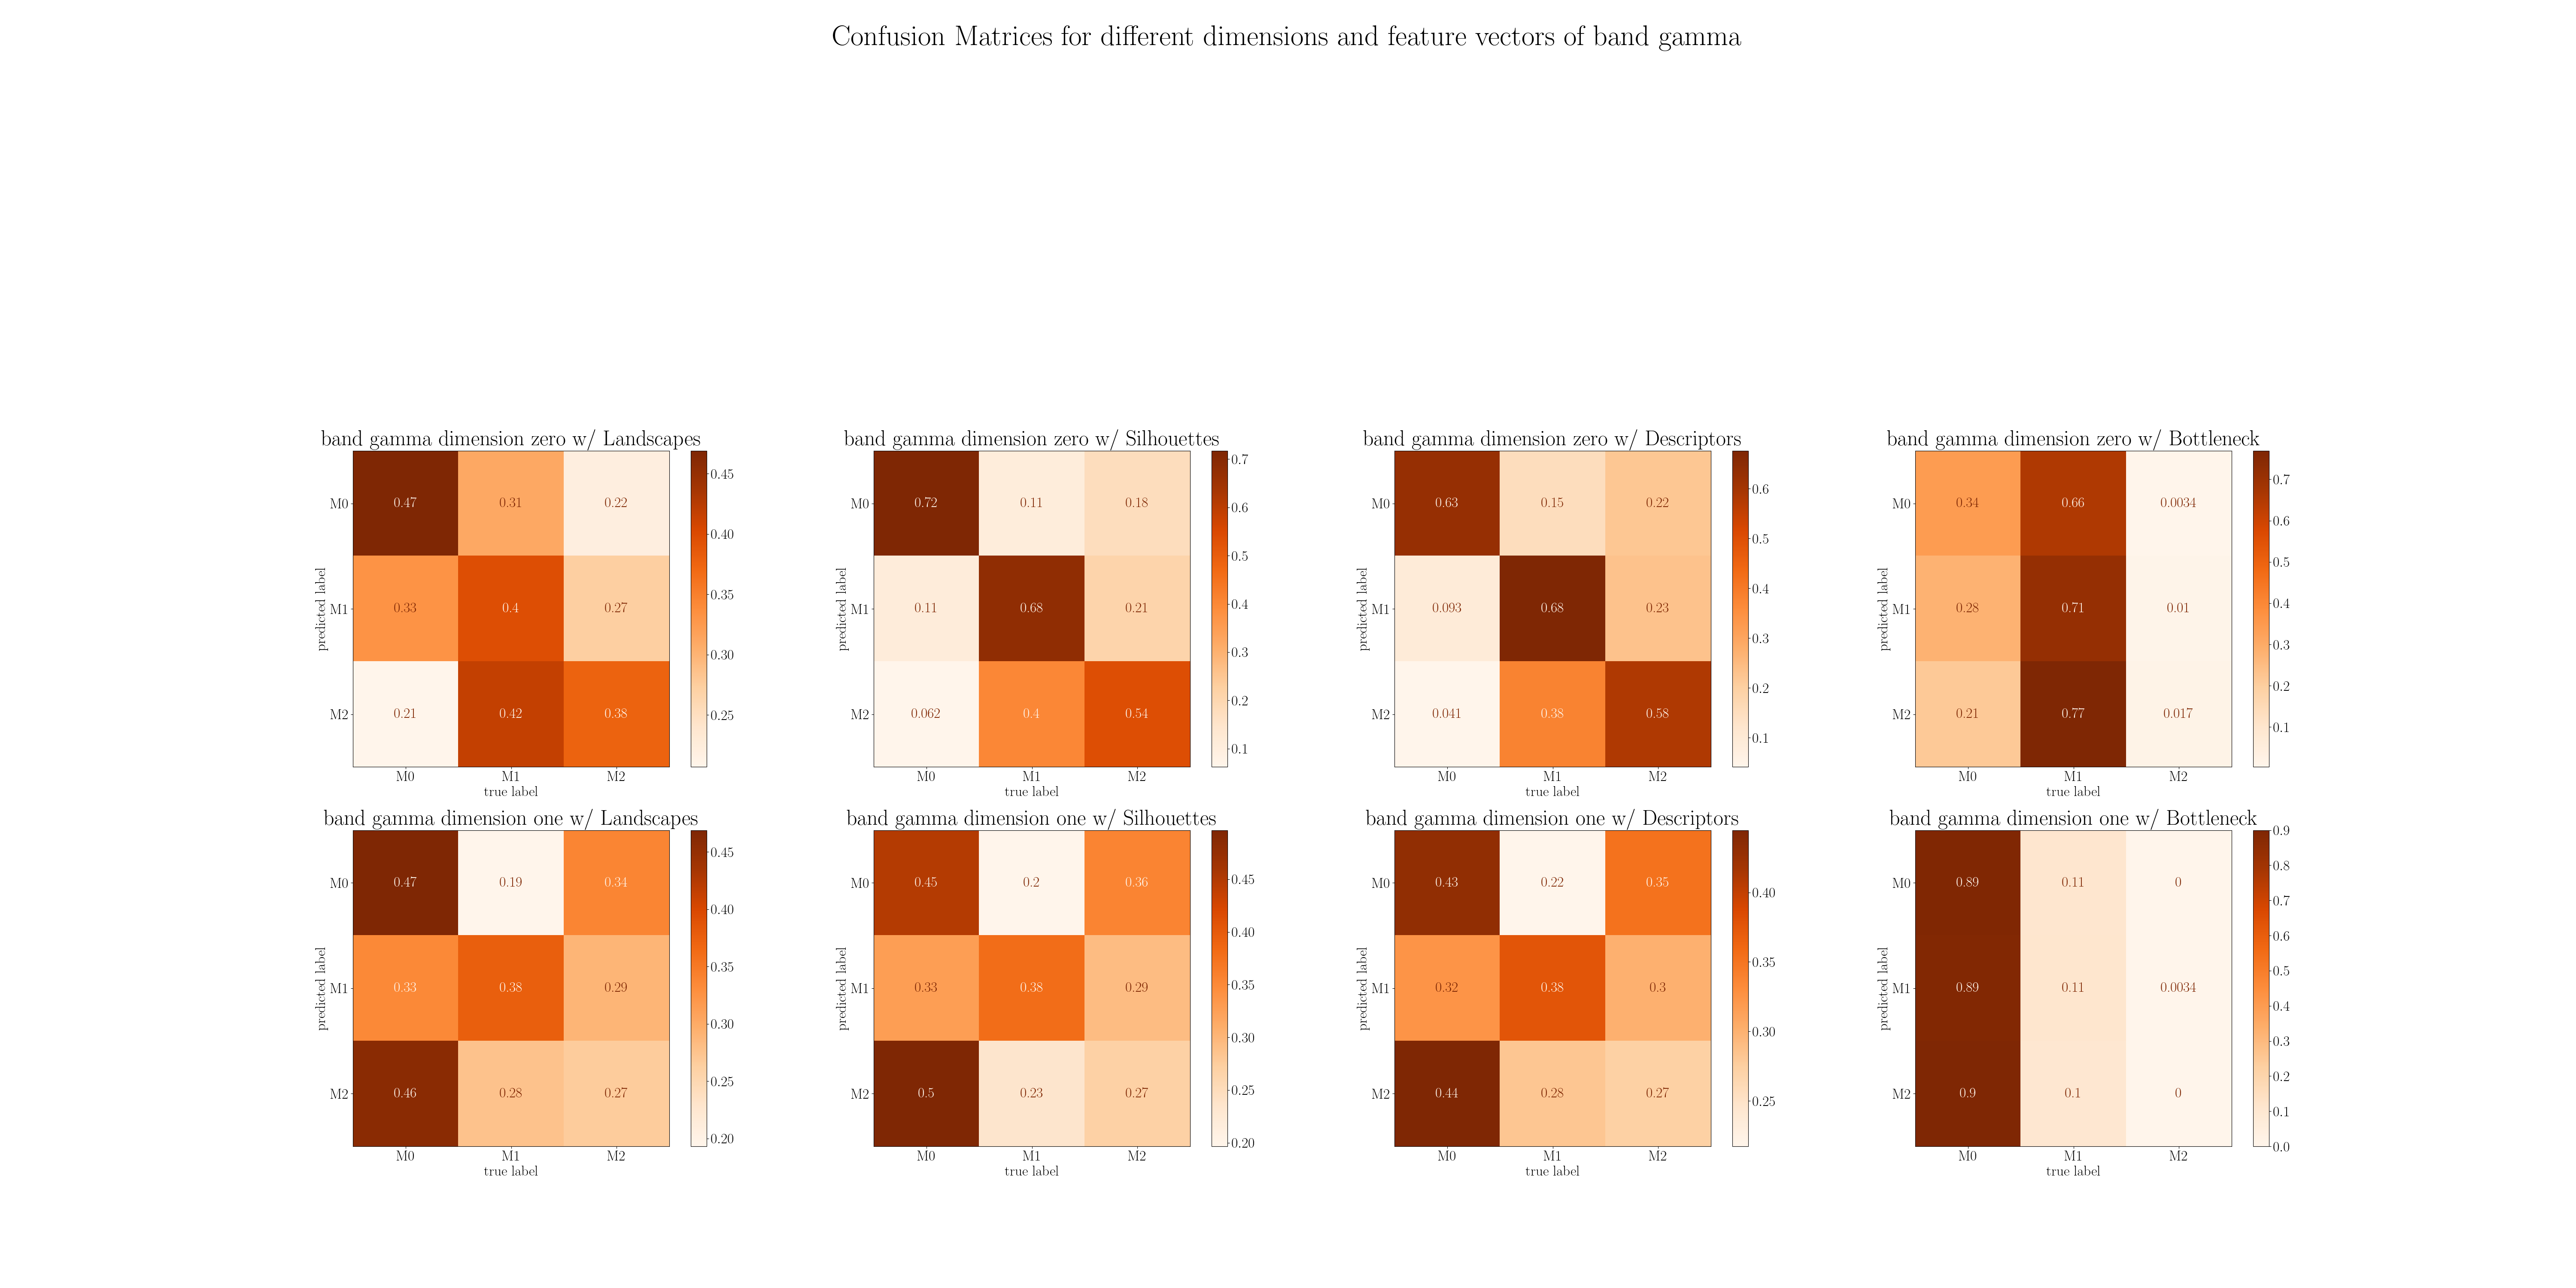 Confusion Matrices for different dimensions and feature vectors of band gamma
band gamma dimension zero w/ Landscapes
predicted label
M0 0.47 0.31 0.22
M1 0.33 0.4 0.27
M2 0.21 0.42 0.38
M0 M1 M2
true label
0.45
0.40
0.35
0.30
0.25
band gamma dimension zero w/ Silhouettes
predicted label
M0 0.72 0.11 0.18
M1 0.11 0.68 0.21
M2 0.062 0.4 0.54
M0 M1 M2
true label
0.7
0.6
0.5
0.4
0.3
0.2
0.1
band gamma dimension zero w/ Descriptors
predicted label
M0 0.63 0.15 0.22
M1 0.093 0.68 0.23
M2 0.041 0.38 0.58
M0 M1 M2
true label
0.6
0.5
0.4
0.3
0.2
0.1
band gamma dimension zero w/ Bottleneck
predicted label
M0 0.34 0.66 0.0034
M1 0.28 0.71 0.01
M2 0.21 0.77 0.017
M0 M1 M2
true label
0.7
0.6
0.5
0.4
0.3
0.2
0.1
band gamma dimension one w/ Landscapes
predicted label
M0 0.47 0.19 0.34
M1 0.33 0.38 0.29
M2 0.46 0.28 0.27
M0 M1 M2
true label
0.45
0.40
0.35
0.30
0.25
0.20
band gamma dimension one w/ Silhouettes
predicted label
M0 0.45 0.2 0.36
M1 0.33 0.38 0.29
M2 0.5 0.23 0.27
M0 M1 M2
true label
0.45
0.40
0.35
0.30
0.25
0.20
band gamma dimension one w/ Descriptors
predicted label
M0 0.43 0.22 0.35
M1 0.32 0.38 0.3
M2 0.44 0.28 0.27
M0 M1 M2
true label
0.40
0.35
0.30
0.25
band gamma dimension one w/ Bottleneck
predicted label
M0 0.89 0.11 0
M1 0.89 0.11 0.0034
M2 0.9 0.1 0
M0 M1 M2
true label
0.9
0.8
0.7
0.6
0.5
0.4
0.3
0.2
0.1
0.0